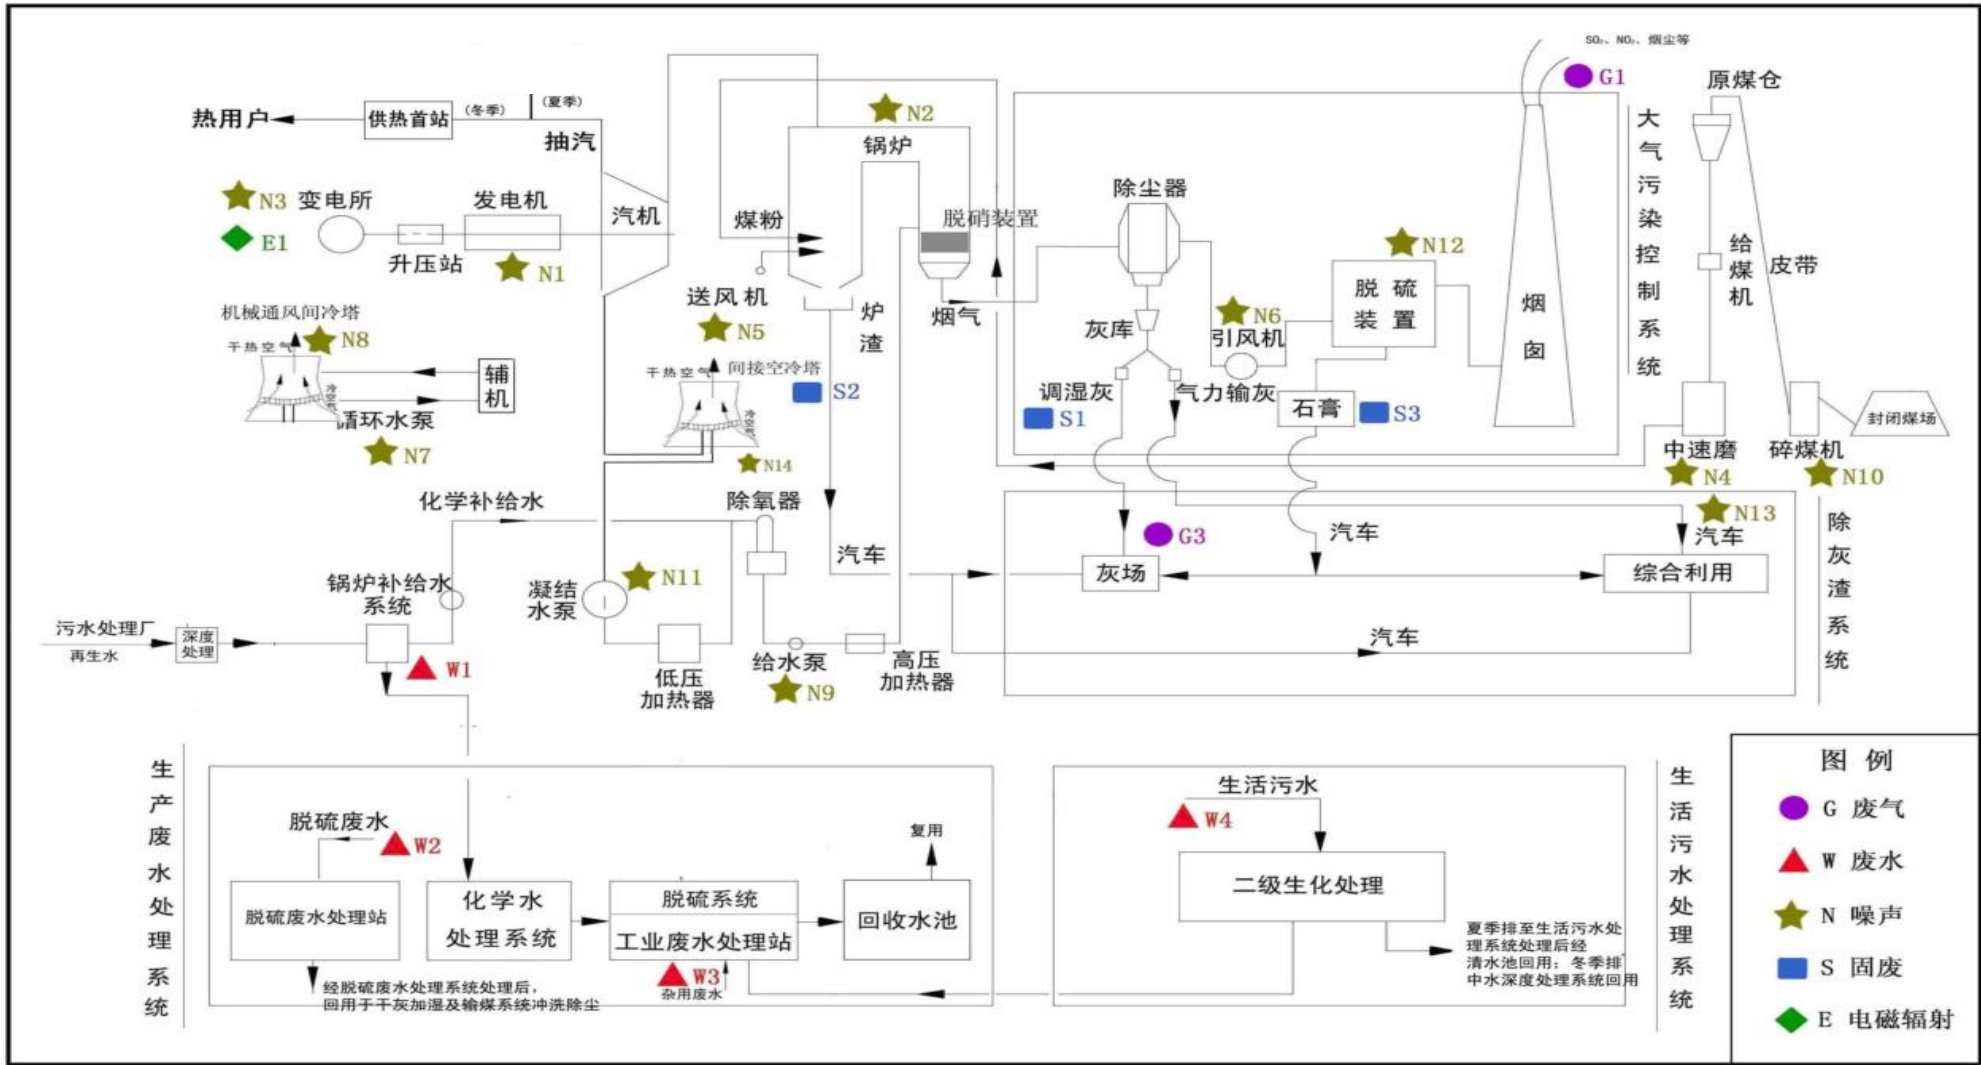 SO₂、NO₂、烟尘等
G1
原煤仓
大气污染控制系统
热用户
供热首站
(冬季)
(夏季)
抽汽
N2
锅炉
N3
变电所
发电机
汽机
煤粉
脱硝装置
除尘器
E1
升压站
N1
送风机
N5
炉渣
烟气
灰库
N6
引风机
N12
脱硫
装置
烟囱
给煤机
皮带
机械通风间冷塔
干热空气
N8
辅机
循环水泵
N7
干热空气
间接空冷塔
N14
S2
调湿灰
S1
气力输灰
石膏
S3
中速磨
N4
碎煤机
N10
封闭煤场
N13
化学补给水
除氧器
汽车
G3
灰场
汽车
汽车
综合利用
除灰渣系统
锅炉补给水
系统
凝结
水泵
N11
污水处理厂
再生水
深度
处理
W1
低压
加热器
给水泵
N9
高压
加热器
汽车
生产废水处理系统
脱硫废水
W2
脱硫废水处理站
化学水
处理系统
脱硫系统
工业废水处理站
W3
杂用废水
复用
回收水池
经脱硫废水处理系统处理后，
回用于干灰加湿及输煤系统冲洗除尘
生活污水
W4
二级生化处理
夏季排至生活污水处
理系统处理后经
清水池回用；冬季排
中水深度处理系统回用
生活污水处理系统
图 例
G 废气
W 废水
N 噪声
S 固废
E 电磁辐射